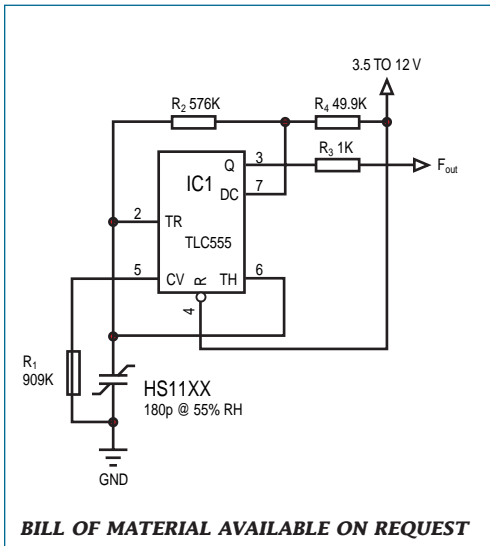 3.5 TO 12 V
R2 576K
R4 49.9K
R3 1K
Fout
Q 3
IC1
DC 7
2 TR
TLC555
5 CV R TH 6
4
R1
909K
HS11XX
180p @ 55% RH
GND
BILL OF MATERIAL AVAILABLE ON REQUEST